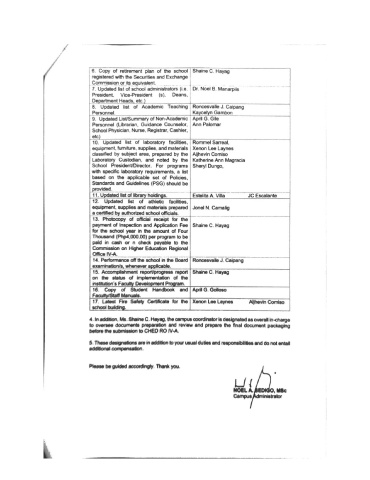 6. Copy of retirement plan of the school Shaine C. Hayag
registered with the Securities and Exchange
Commission or its equivalent.
7. Updated list of school administrators (i.e. Dr. Noel B. Manarpiis
President, Vice-President (s), Deans,
Department Heads, etc.)
8. Updated list of Academic Teaching Roncesvalle J. Caipang
Personnel
9. Updated List/Summary of Non-Academic April G. Gile
Personnel (Librarian, Guidance Counselor, Ann Palomar
School Physician, Nurse, Registrar, Cashier,
etc)
10. Updated list of laboratory facilities, Rommel Sarreal
equipment, furniture, supplies, and materials Xenon Lee Laynes
classified by subject area, prepared by the Aljhevin Comiso
Laboratory Custodian, and noted by the Katherine Ann Magracia
School President/Director. For programs Sheryl Dungo,
with specific laboratory requirements, a list
based on the applicable set of Policies,
Standards and Guidelines (PSG) should be
provided.
11. Updated list of library holdings. Estelita A. Villa JC Escalante
12. Updated list of athletic facilities,
equipment, supplies and materials prepared Jonel N. Camalig
a certified by authorized school officials.
13. Photocopy of official receipt for the
payment of Inspection and Application Fee Shaine C. Hayag
for the school year in the amount of Four
Thousand (Php4,000.00) per program to be
paid in cash or n check payable to the
Commission on Higher Education Regional
Office IV-A.
14. Performance off the school in the Board Roncesvalle J. Caipang
examination/s, whenever applicable.
15. Accomplishment report/progress report Shaine C. Hayag
on the status of implementation of the
institution's Faculty Development Program.
16. Copy of Student Handbook and April G. Golloso
Faculty/Staff Manuals.
17. Latest Fire Safety Certificate for the Xenon Lee Laynes Aljhevin Comiso
school building.
4. In addition, Ms. Shaine C. Hayag, the campus coordinator is designated as overall in-charge
to oversee documents preparation and review and prepare the final document packaging
before the submission to CHED RO IV-A.
5. These designations are in addition to your usual duties and responsibilities and do not entail
additional compensation.
Please be guided accordingly. Thank you.
NOEL A. SEDIGO, MSc
Campus Administrator